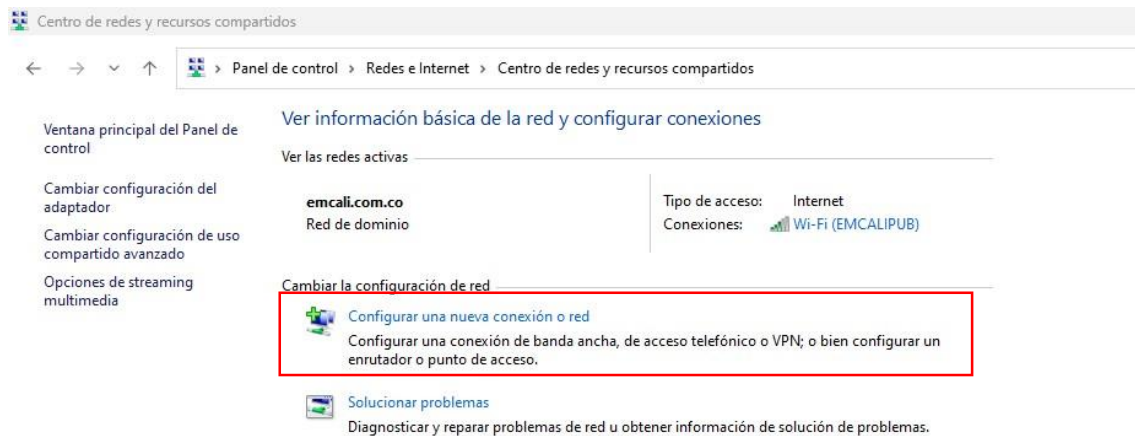 Centro de redes y recursos compartidos
Panel de control > Redes e Internet > Centro de redes y recursos compartidos
Ventana principal del Panel de
control
Cambiar configuración del
adaptador
Cambiar configuración de uso
compartido avanzado
Opciones de streaming
multimedia
Ver información básica de la red y configurar conexiones
Ver las redes activas
emcali.com.co
Red de dominio
Tipo de acceso: Internet
Conexiones: Wi-Fi (EMCALIPUB)
Cambiar la configuración de red
Configurar una nueva conexión o red
Configurar una conexión de banda ancha, de acceso telefónico o VPN; o bien configurar un
enrutador o punto de acceso.
Solucionar problemas
Diagnosticar y reparar problemas de red u obtener información de solución de problemas.